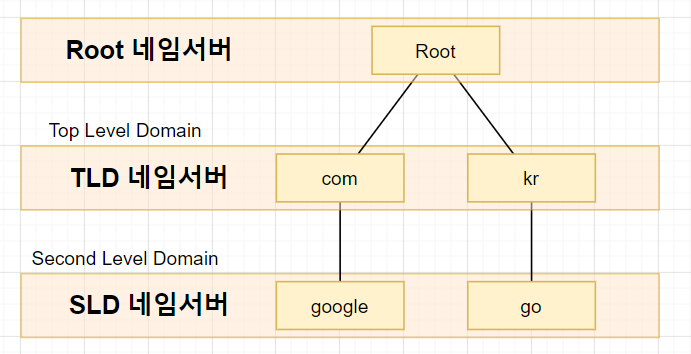 Root 네임서버
Root
Top Level Domain
TLD 네임서버
com
kr
Second Level Domain
SLD 네임서버
google
go